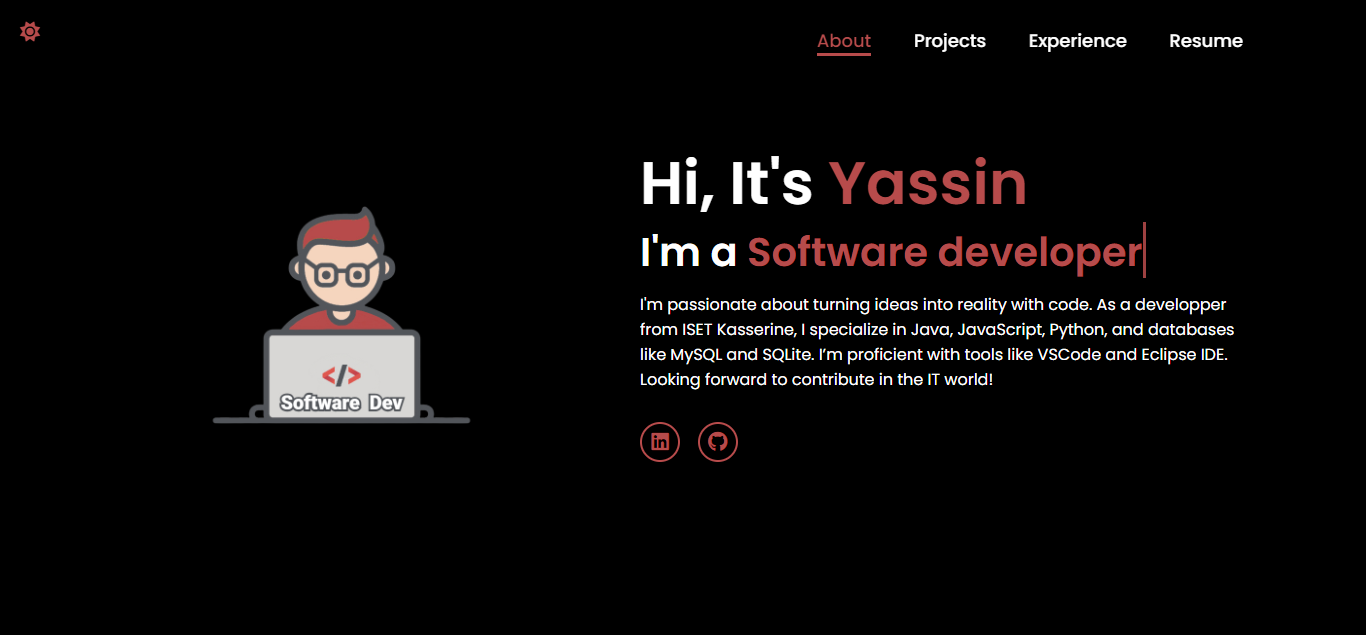 About Projects Experience Resume
Hi, It's Yassin
I'm a Software developer
I'm passionate about turning ideas into reality with code. As a developper
from ISET Kasserine, I specialize in Java, JavaScript, Python, and databases
like MySQL and SQLite. I’m proficient with tools like VSCode and Eclipse IDE.
Looking forward to contribute in the IT world!
</>
Software Dev
in